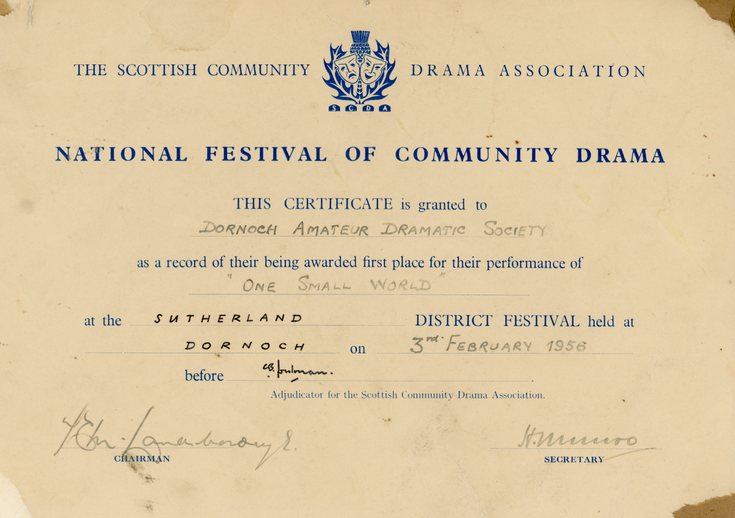 THE SCOTTISH COMMUNITY DRAMA ASSOCIATION
SCDA
NATIONAL FESTIVAL OF COMMUNITY DRAMA
THIS CERTIFICATE is granted to
DORNOCH AMATEUR DRAMATIC SOCIETY
as a record of their being awarded first place for their performance of
"ONE SMALL WORLD"
at the SUTHERLAND DISTRICT FESTIVAL held at
DORNOCH on 3rd FEBRUARY 1956
before
Adjudicator for the Scottish Community Drama Association.
H. Munro
CHAIRMAN SECRETARY